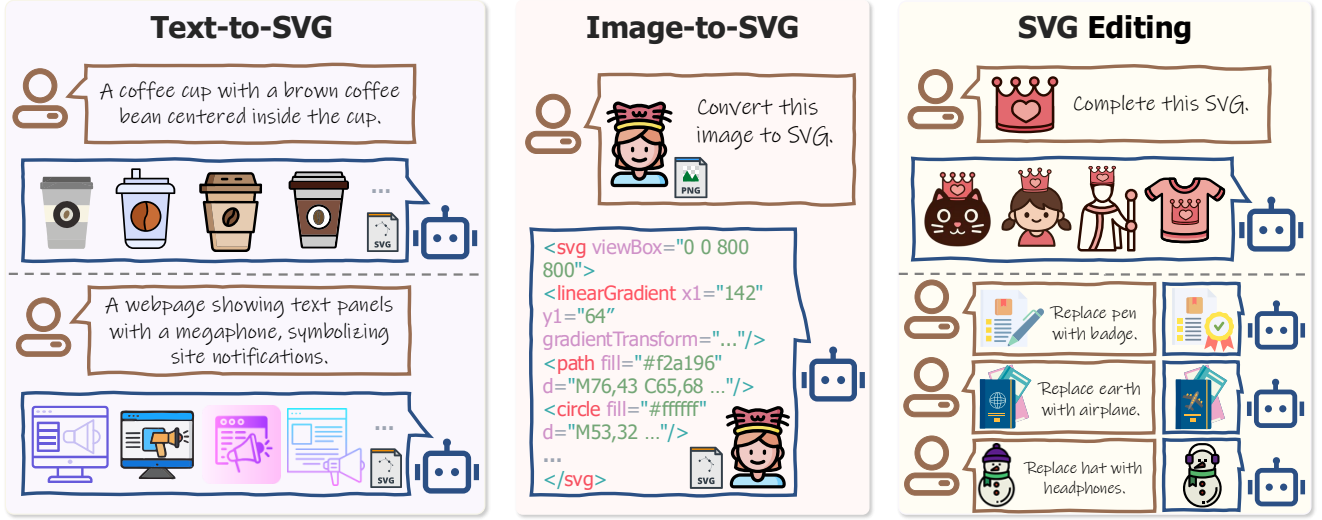 Text-to-SVG
A coffee cup with a brown coffee
bean centered inside the cup.
...
SVG
A webpage showing text panels
with a megaphone, symbolizing
site notifications.
...
SVG
Image-to-SVG
Convert this
image to SVG.
PNG
<svg viewBox="0 0 800
800">
<linearGradient x1="142"
y1="64”
gradientTransform="..."/>
<path fill="#f2a196"
d="M76,43 C65,68 ..."/>
<circle fill="#ffffff"
d="M53,32 ..."/>
...
</svg>
SVG
SVG Editing
Complete this SVG.
Replace pen
with badge.
Replace earth
with airplane.
Replace hat with
headphones.